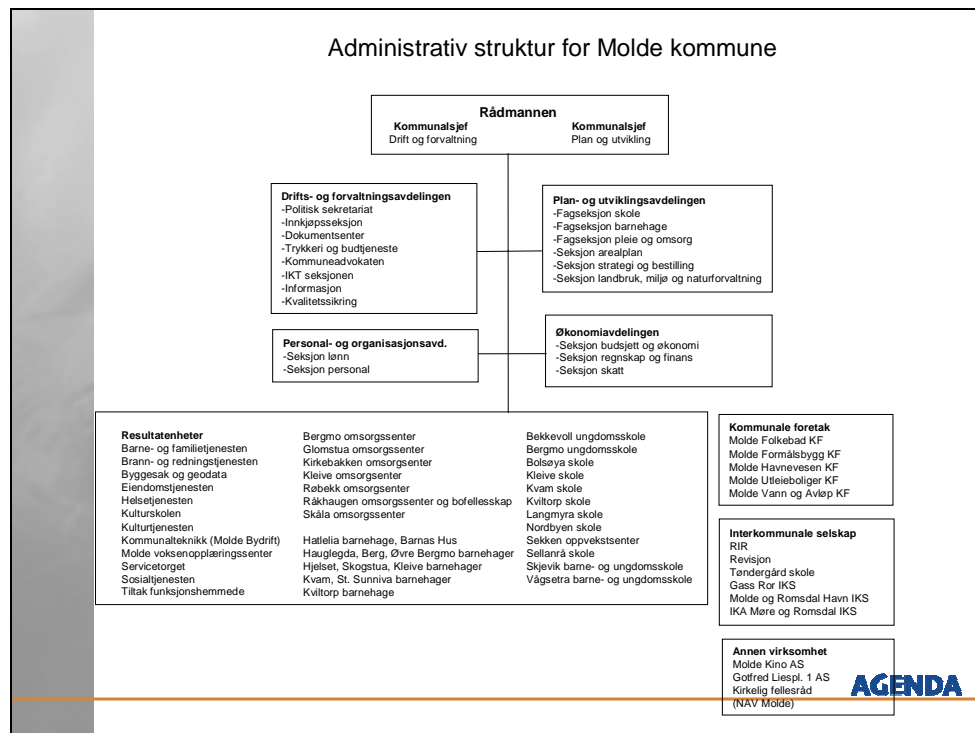 Administrativ struktur for Molde kommune
Rådmannen
Kommunalsjef
Drift og forvaltning
Kommunalsjef
Plan og utvikling
Drifts- og forvaltningsavdelingen
-Politisk sekretariat
-Innkjøpsseksjon
-Dokumentsenter
-Trykkeri og budtjeneste
-Kommuneadvokaten
-IKT seksjonen
-Informasjon
-Kvalitetssikring
Plan- og utviklingsavdelingen
-Fagseksjon skole
-Fagseksjon barnehage
-Fagseksjon pleie og omsorg
-Seksjon arealplan
-Seksjon strategi og bestilling
-Seksjon landbruk, miljø og naturforvaltning
Personal- og organisasjonsavd.
-Seksjon lønn
-Seksjon personal
Økonomiavdelingen
-Seksjon budsjett og økonomi
-Seksjon regnskap og finans
-Seksjon skatt
Resultatenheter
Barne- og familietjenesten
Brann- og redningstjenesten
Byggesak og geodata
Eiendomstjenesten
Helsetjenesten
Kulturskolen
Kulturtjenesten
Kommunalteknikk (Molde Bydrift)
Molde voksenopplæringssenter
Servicetorget
Sosialtjenesten
Tiltak funksjonshemmede
Bergmo omsorgssenter
Glomstua omsorgssenter
Kirkebakken omsorgsenter
Kleive omsorgsenter
Røbekk omsorgsenter
Råkhaugen omsorgssenter og bofellesskap
Skåla omsorgssenter
Hatlelia barnehage, Barnas Hus
Hauglegda, Berg, Øvre Bergmo barnehager
Hjelset, Skogstua, Kleive barnehager
Kvam, St. Sunniva barnehager
Kviltorp barnehage
Bekkevoll ungdomsskole
Bergmo ungdomsskole
Bolsøya skole
Kleive skole
Kvam skole
Kviltorp skole
Langmyra skole
Nordbyen skole
Sekken oppvekstsenter
Sellanrå skole
Skjevik barne- og ungdomsskole
Vågsetra barne- og ungdomsskole
Kommunale foretak
Molde Folkebad KF
Molde Formålsbygg KF
Molde Havnevesen KF
Molde Utleieboliger KF
Molde Vann og Avløp KF
Interkommunale selskap
RIR
Revisjon
Tøndergård skole
Gass Ror IKS
Molde og Romsdal Havn IKS
IKA Møre og Romsdal IKS
Annen virksomhet
Molde Kino AS
Gotfred Liespl. 1 AS
Kirkelig fellesråd
(NAV Molde)
AGENDA